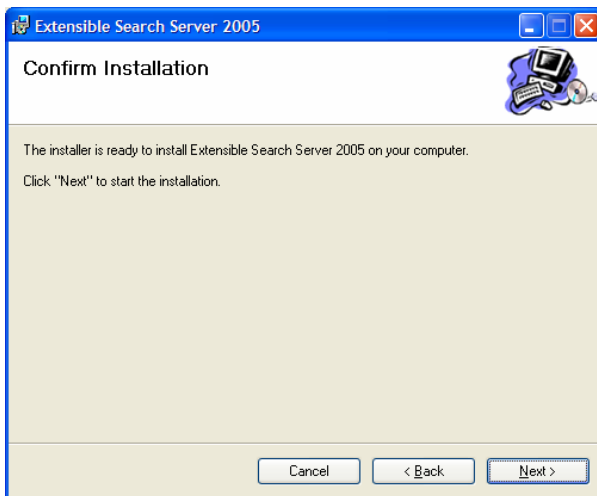 Extensible Search Server 2005
Confirm Installation
The installer is ready to install Extensible Search Server 2005 on your computer.
Click "Next" to start the installation.
Cancel
< Back
Next >